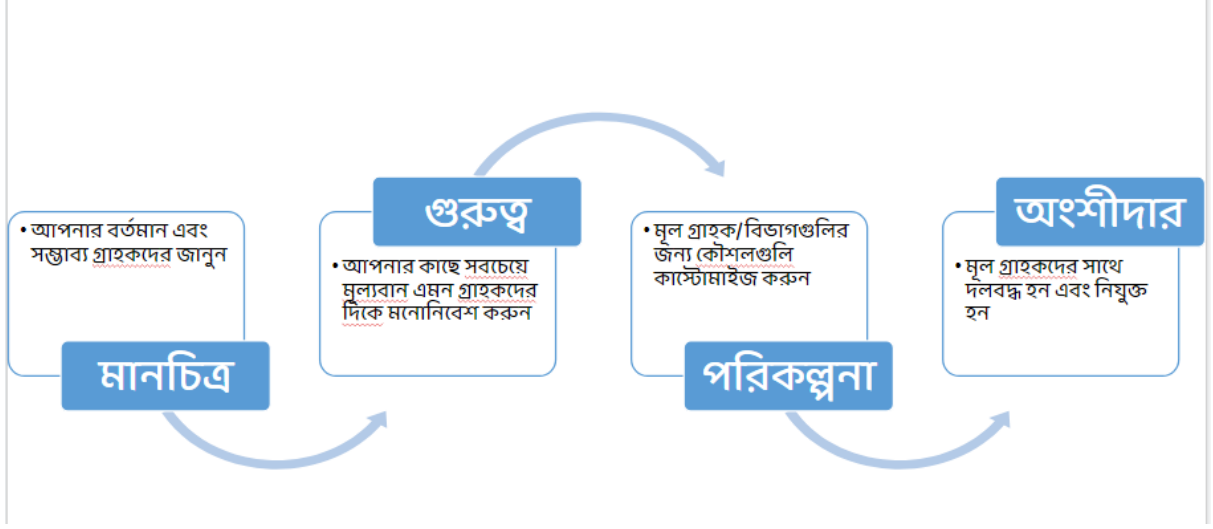 • আপনার বর্তমান এবং
সম্ভাব্য গ্রাহকদের জানুন
মানচিত্র
গুরুত্ব
• আপনার কাছে সবচেয়ে
মূল্যবান এমন গ্রাহকদের
দিকে মনোনিবেশ করুন
• মূল গ্রাহক/বিভাগগুলির
জন্য কৌশলগুলি
কাস্টোমাইজ করুন
পরিকল্পনা
অংশীদার
• মূল গ্রাহকদের সাথে
দলবদ্ধ হন এবং নিযুক্ত
হন